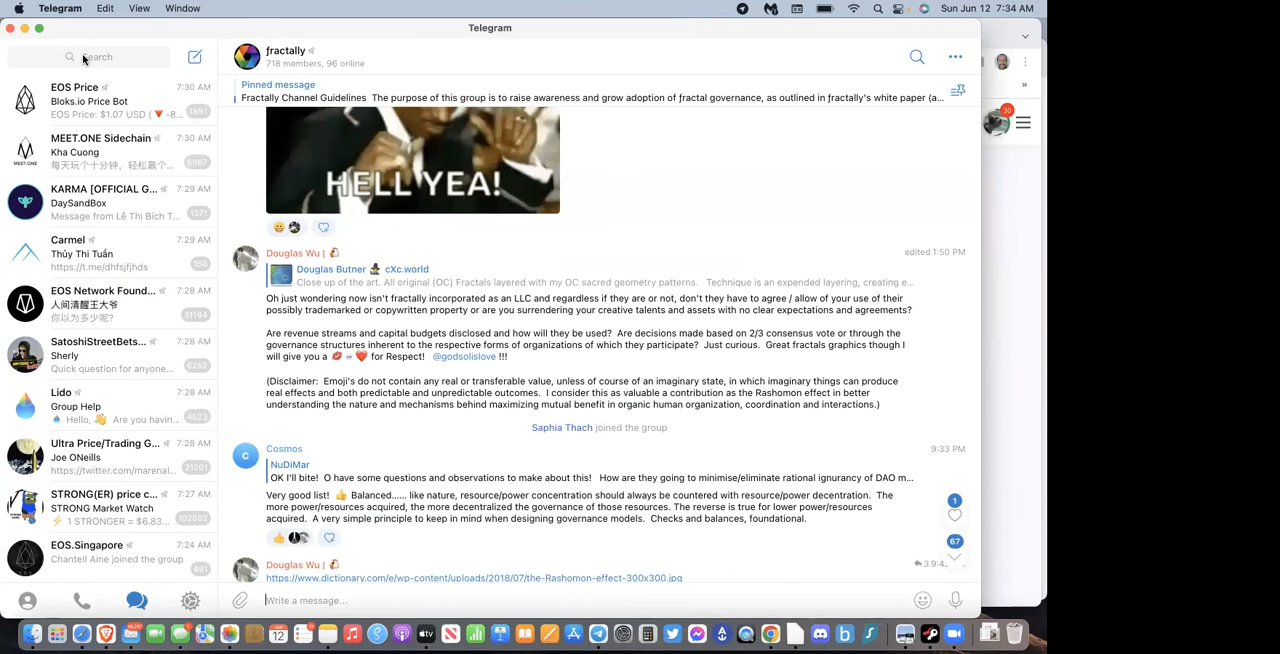 Telegram Edit View Window Sun Jun 12 7:34 AM
Telegram
Search
EOS Price 7:30 AM
Bloks.io Price Bot
EOS Price: $1.07 USD ( 🔻 -8... 1891
MEET.ONE Sidechain 7:30 AM
Kha Cuong
每天玩个十分钟，轻松赢个... 6987
MEET.ONE
KARMA [OFFICIAL G... 7:29 AM
DaySandBox
Message from Lê Thị Bích T... 1371
Carmel 7:29 AM
Thủy Thi Tuấn
https://t.me/dhfsjfjhds 150
EOS Network Found... 7:28 AM
人间清醒王大爷
你以为多少呢? 31194
SatoshiStreetBets... 7:28 AM
Sherly
Quick question for anyone... 6252
Lido 7:28 AM
Group Help
💧 Hello, 👋 Are you havin... 4623
Ultra Price/Trading G... 7:28 AM
Joe ONeills
https://twitter.com/marenal... 21201
STRONG(ER) price c... 7:27 AM
STRONG Market Watch
⚡ 1 STRONGER = $6.83... 102502
EOS.Singapore 7:24 AM
Chantell Aine joined the group
491
ƒractally
718 members, 96 online
Pinned message
Fractally Channel Guidelines The purpose of this group is to raise awareness and grow adoption of ƒractal governance, as outlined in ƒractally's white paper (a...
HELL YEA!
Douglas Wu | edited 1:50 PM
Douglas Butner cXc.world
Close up of the art. All original (OC) Fractals layered with my OC sacred geometry patterns. Technique is an expended layering, creating e...
Oh just wondering now isn't fractally incorporated as an LLC and regardless if they are or not, don't they have to agree / allow of your use of their
possibly trademarked or copywritten property or are you surrendering your creative talents and assets with no clear expectations and agreements?
Are revenue streams and capital budgets disclosed and how will they be used? Are decisions made based on 2/3 consensus vote or through the
governance structures inherent to the respective forms of organizations of which they participate? Just curious. Great fractals graphics though I
will give you a 💋 = ❤️ for Respect! @godsolislove !!!
(Disclaimer: Emoji's do not contain any real or transferable value, unless of course of an imaginary state, in which imaginary things can produce
real effects and both predictable and unpredictable outcomes. I consider this as valuable a contribution as the Rashomon effect in better
understanding the nature and mechanisms behind maximizing mutual benefit in organic human organization, coordination and interactions.)
Saphia Thach joined the group
C
Cosmos 9:33 PM
NuDiMar
OK I'll bite! O have some questions and observations to make about this! How are they going to minimise/eliminate rational ignurancy of DAO m...
Very good list! 👍 Balanced..... like nature, resource/power concentration should always be countered with resource/power decentration. The
more power/resources acquired, the more decentralized the governance of those resources. The reverse is true for lower power/resources
acquired. A very simple principle to keep in mind when designing governance models. Checks and balances, foundational.
1
67
Douglas Wu | 3
https://www.dictionary.com/e/wp-content/uploads/2018/07/the-Rashomon-effect-300x300.jpg
Write a message...
30